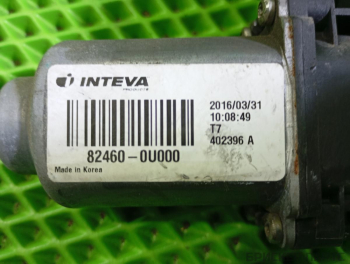 INTEVA
2016/03/31
10:08:49
T7
402396 A
82460-0U000
Made in Korea